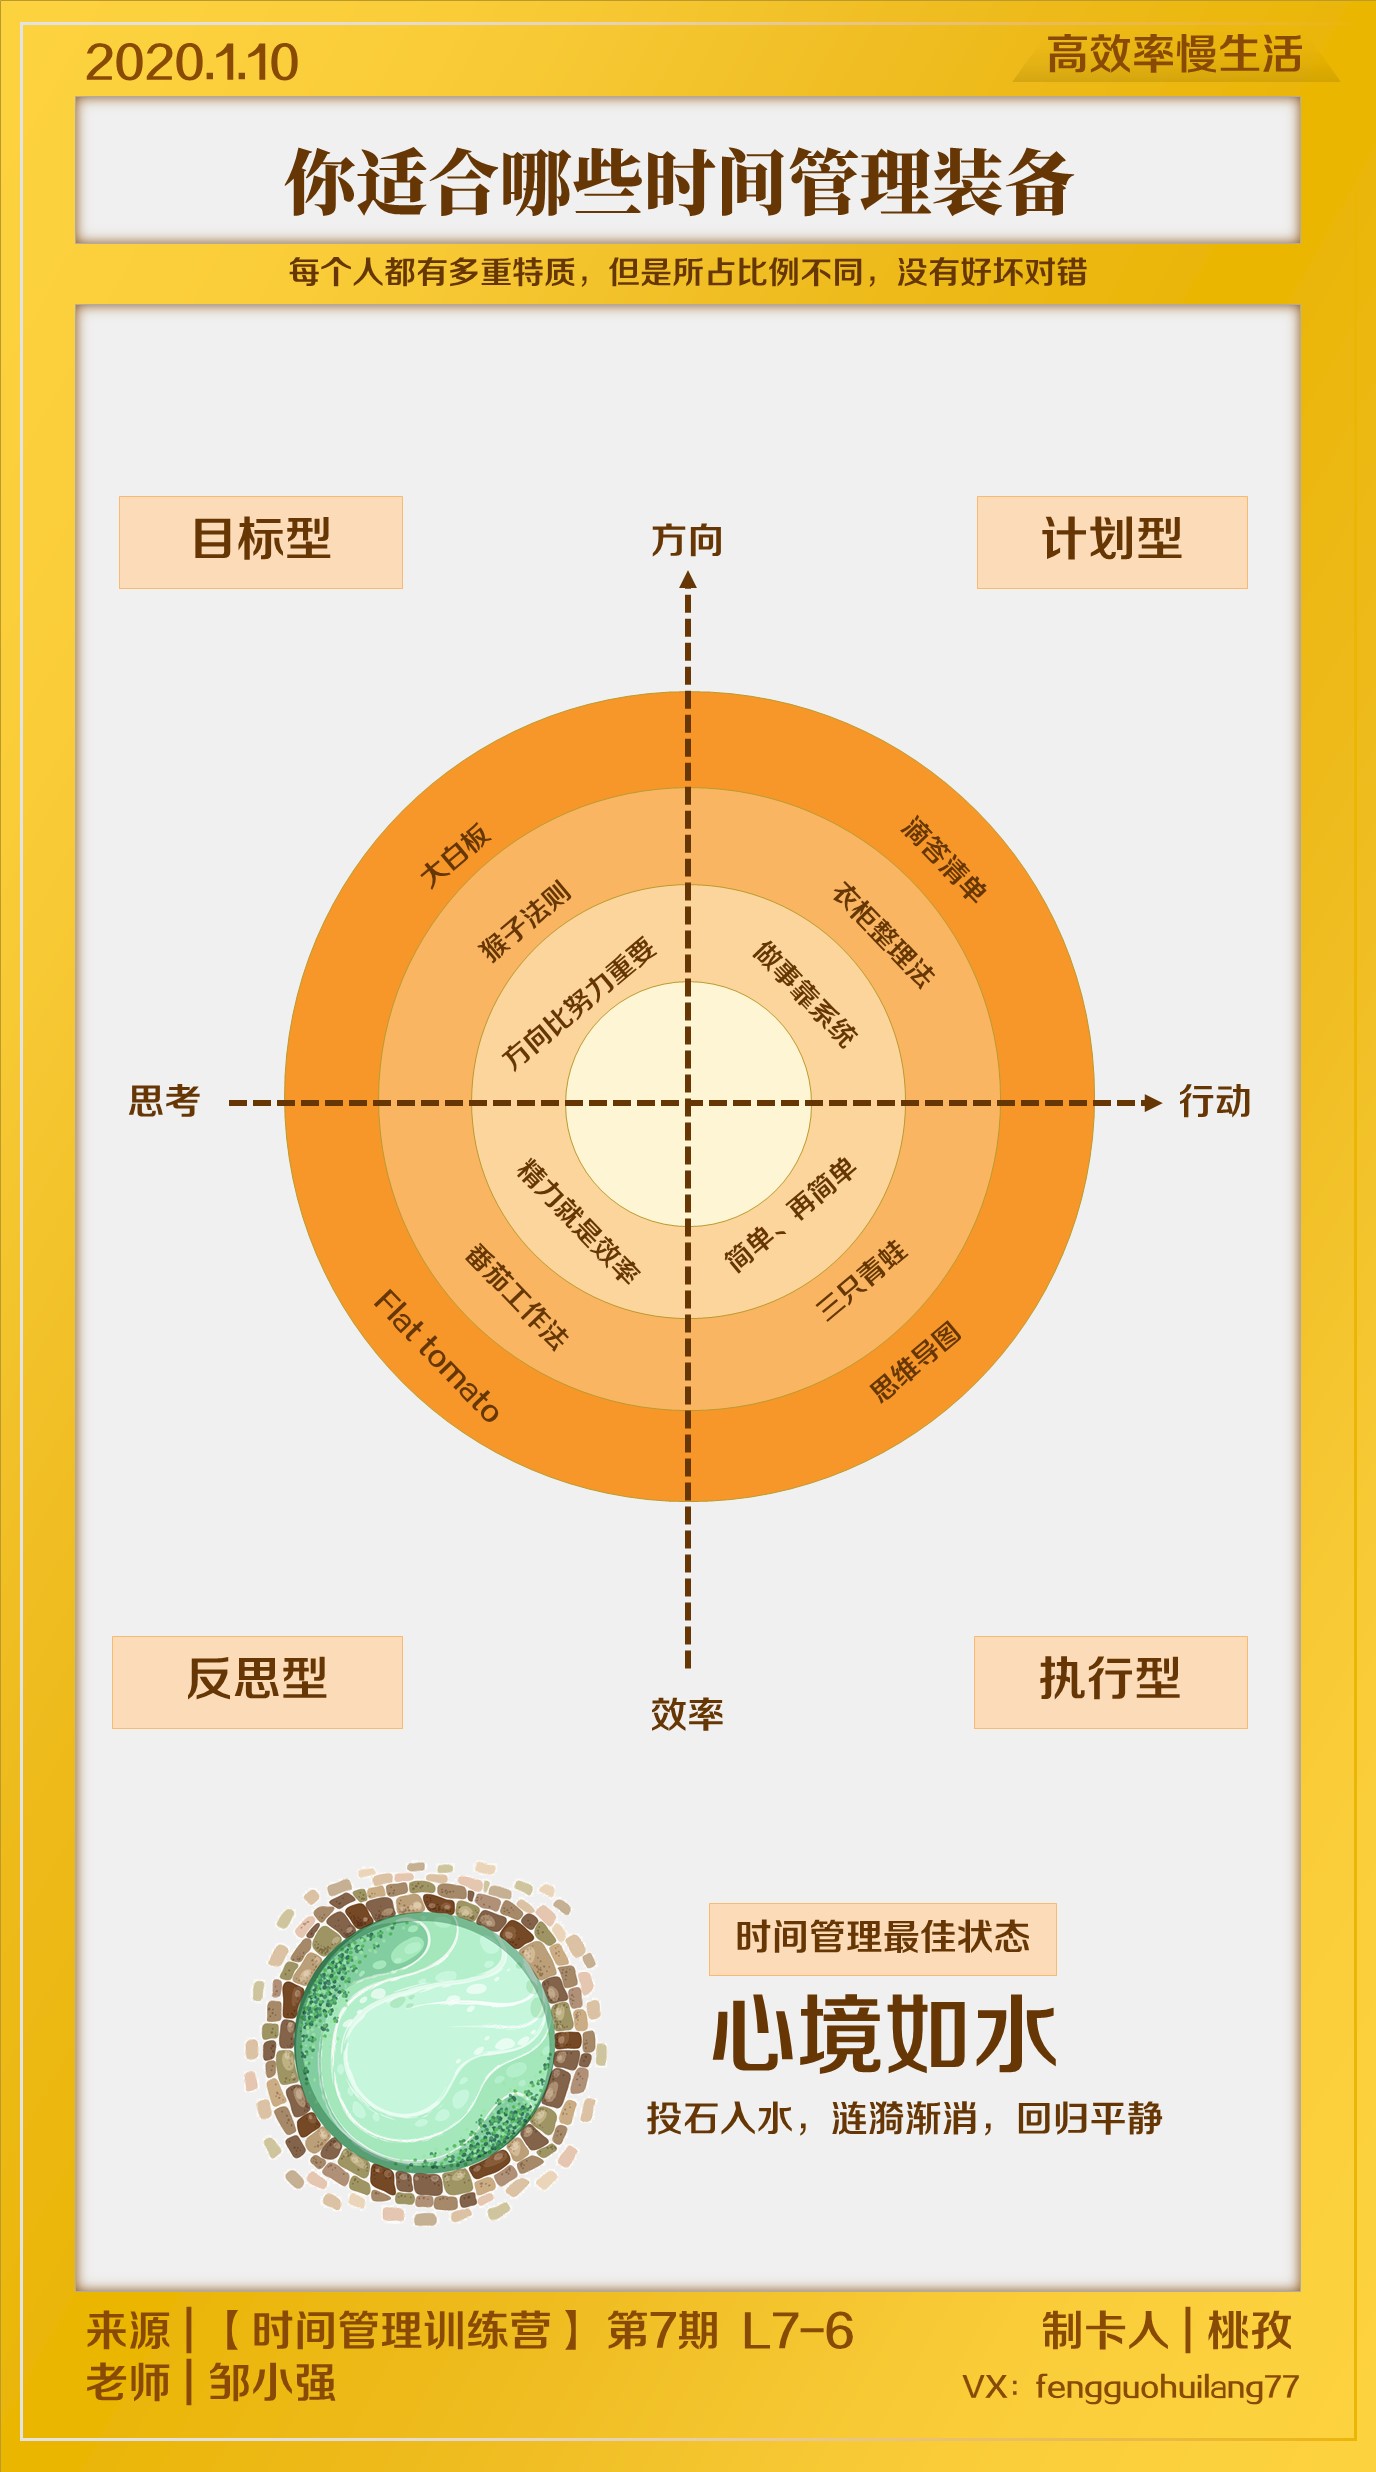 2020.1.10
高效率慢生活
你适合哪些时间管理装备
每个人都有多重特质，但是所占比例不同，没有好坏对错
目标型
方向
计划型
大白板
滴答清单
猴子法则
衣柜整理法
方向比努力重要
做事靠系统
思考
行动
精力就是效率
简单、再简单
番茄工作法
三只青蛙
Flat tomato
思维导图
反思型
执行型
效率
时间管理最佳状态
心境如水
投石入水，涟漪渐消，回归平静
来源|【时间管理训练营】第7期 L7-6
制卡人|桃孜
老师|邹小强
VX：fengguohuilang77